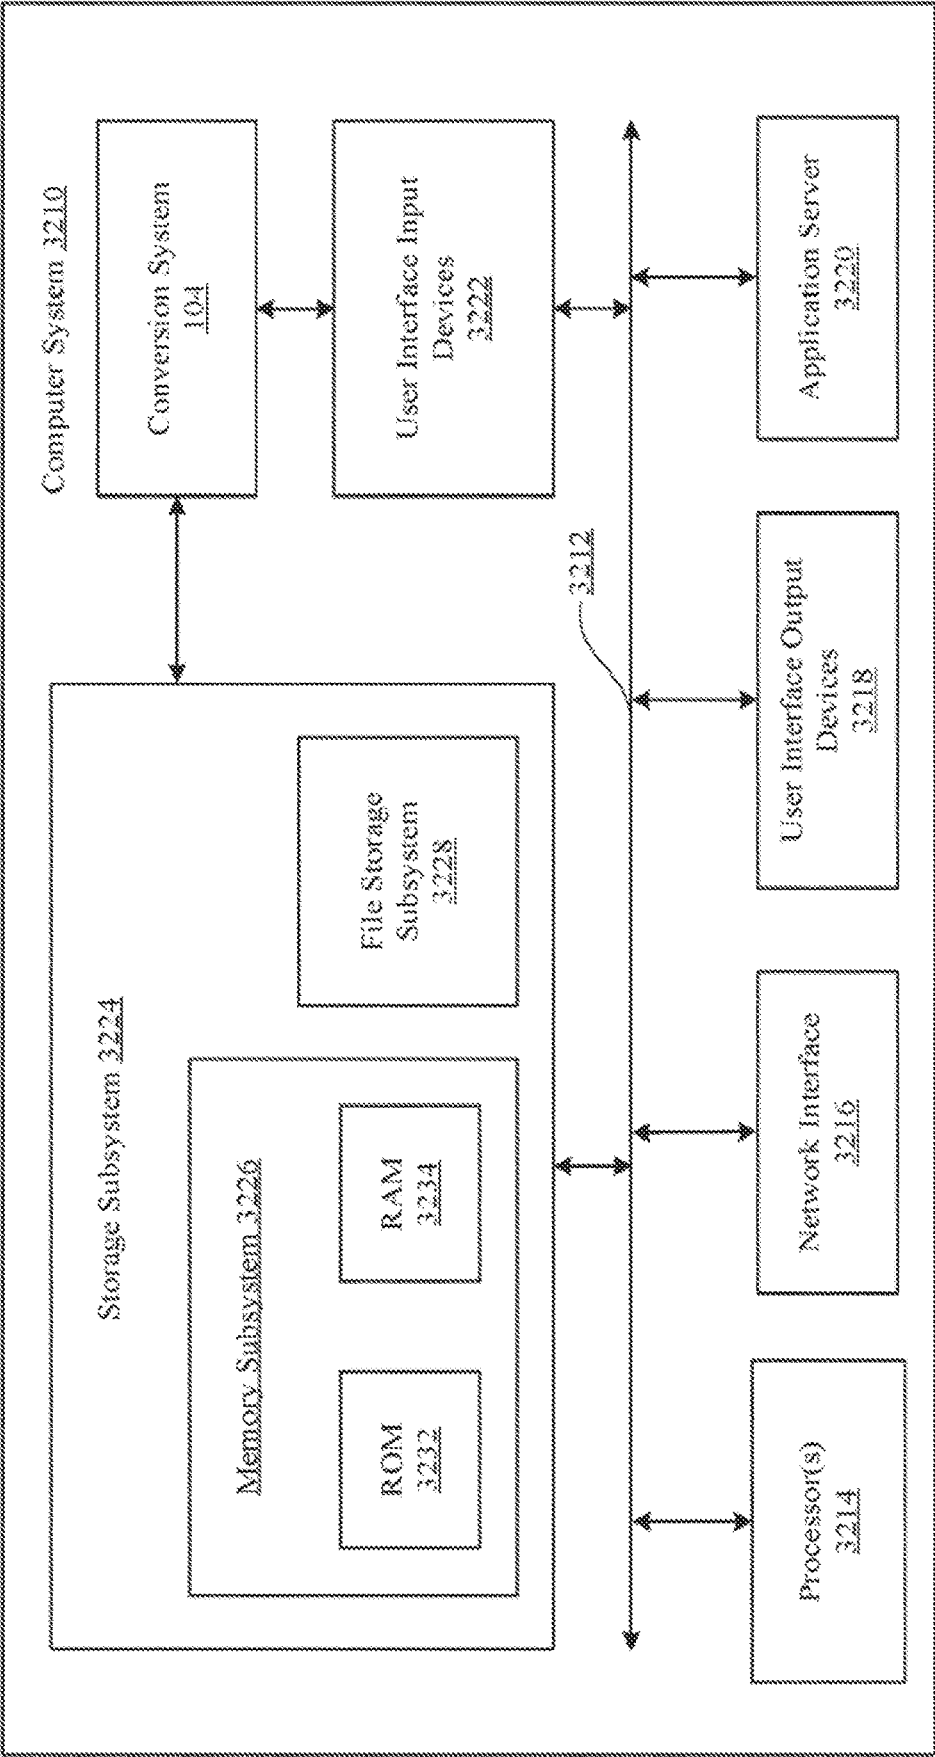 Computer System 3210
Storage Subsystem 3224
Conversion System
104
Memory Subsystem 3226
File Storage
Subsystem
3228
ROM
3232
RAM
3234
User Interface Input
Devices
3222
3212
Processor(s)
3214
Network Interface
3216
User Interface Output
Devices
3218
Application Server
3220